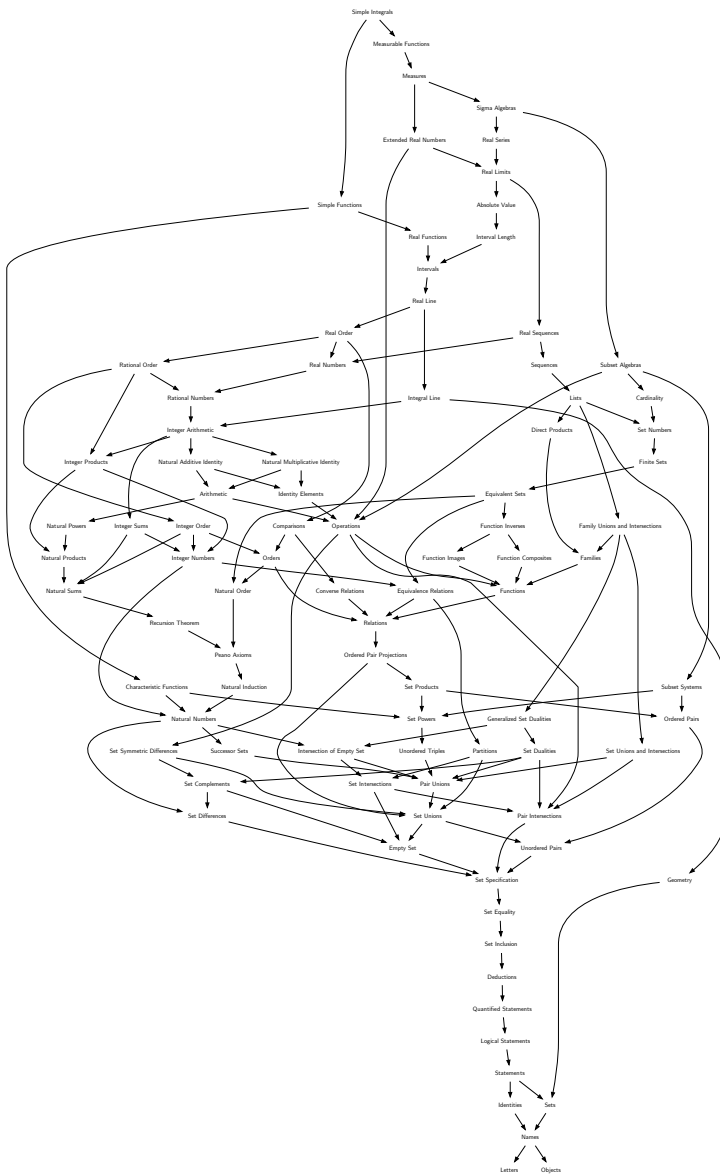 Simple Integrals
Measurable Functions
Measures
Sigma Algebras
Extended Real Numbers
Real Series
Real Limits
Simple Functions
Absolute Value
Real Functions
Interval Length
Intervals
Real Line
Real Order
Real Sequences
Rational Order
Real Numbers
Sequences
Subset Algebras
Rational Numbers
Integral Line
Lists
Cardinality
Integer Arithmetic
Direct Products
Set Numbers
Integer Products
Natural Additive Identity
Natural Multiplicative Identity
Finite Sets
Arithmetic
Identity Elements
Equivalent Sets
Natural Powers
Integer Sums
Integer Order
Comparisons
Operations
Function Inverses
Family Unions and Intersections
Natural Products
Integer Numbers
Orders
Function Images
Function Composites
Families
Natural Sums
Natural Order
Converse Relations
Equivalence Relations
Functions
Recursion Theorem
Relations
Peano Axioms
Ordered Pair Projections
Characteristic Functions
Natural Induction
Set Products
Subset Systems
Natural Numbers
Set Powers
Generalized Set Dualities
Ordered Pairs
Set Symmetric Differences
Successor Sets
Intersection of Empty Set
Unordered Triples
Partitions
Set Dualities
Set Unions and Intersections
Set Complements
Set Intersections
Pair Unions
Set Differences
Set Unions
Pair Intersections
Empty Set
Unordered Pairs
Set Specification
Geometry
Set Equality
Set Inclusion
Deductions
Quantified Statements
Logical Statements
Statements
Identities
Sets
Names
Letters
Objects